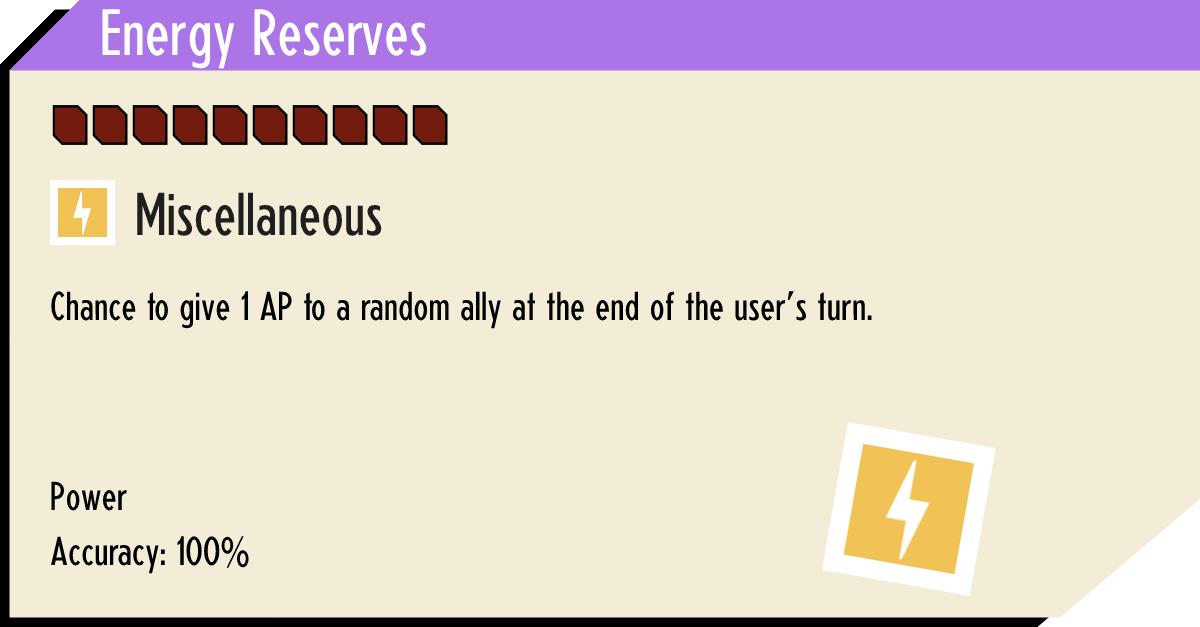 Energy Reserves
Miscellaneous
Chance to give 1 AP to a random ally at the end of the user's turn.
Power
Accuracy: 100%